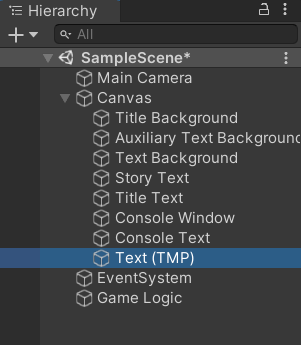 Hierarchy
All
SampleScene*
Main Camera
Canvas
Title Background
Auxiliary Text Background
Text Background
Story Text
Title Text
Console Window
Console Text
Text (TMP)
EventSystem
Game Logic